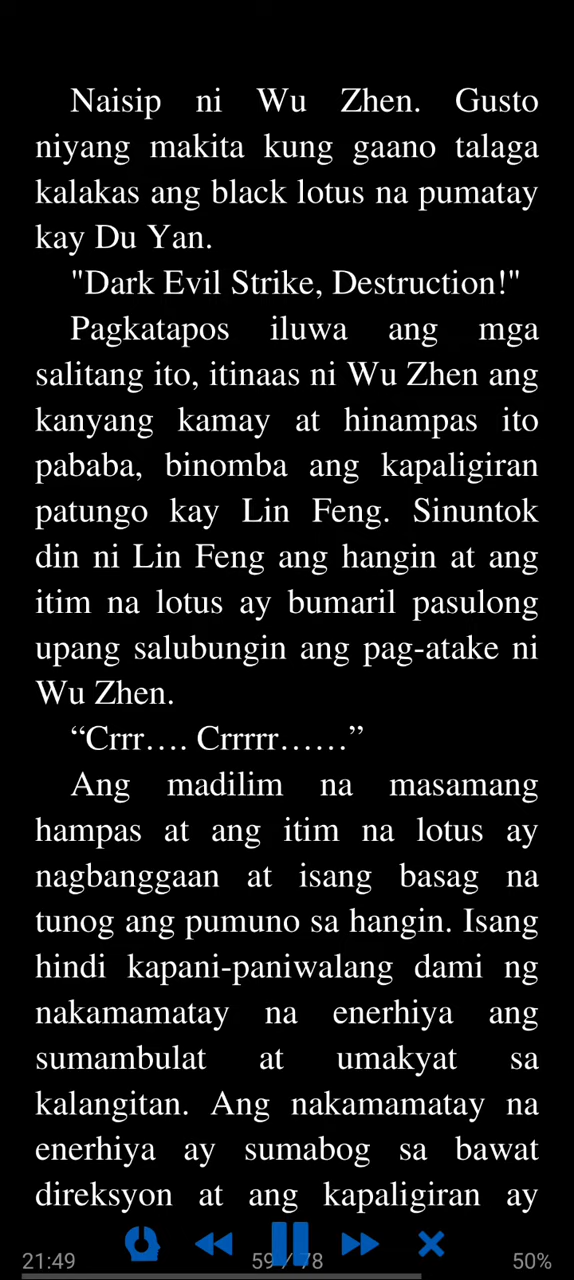 Naisip ni Wu Zhen. Gusto
niyang makita kung gaano talaga
kalakas ang black lotus na pumatay
kay Du Yan.
"Dark Evil Strike, Destruction!"
Pagkatapos iluwa ang mga
salitang ito, itinaas ni Wu Zhen ang
kanyang kamay at hinampas ito
pababa, binomba ang kapaligiran
patungo kay Lin Feng. Sinuntok
din ni Lin Feng ang hangin at ang
itim na lotus ay bumaril pasulong
upang salubungin ang pag-atake ni
Wu Zhen.
“Crrr…. Crrrrr……”
Ang madilim na masamang
hampas at ang itim na lotus ay
nagbanggaan at isang basag na
tunog ang pumuno sa hangin. Isang
hindi kapani-paniwalang dami ng
nakamamatay na enerhiya ang
sumambulat at umakyat sa
kalangitan. Ang nakamamatay na
enerhiya ay sumabog sa bawat
direksyon at ang kapaligiran ay
21:49 59 / 78 50%